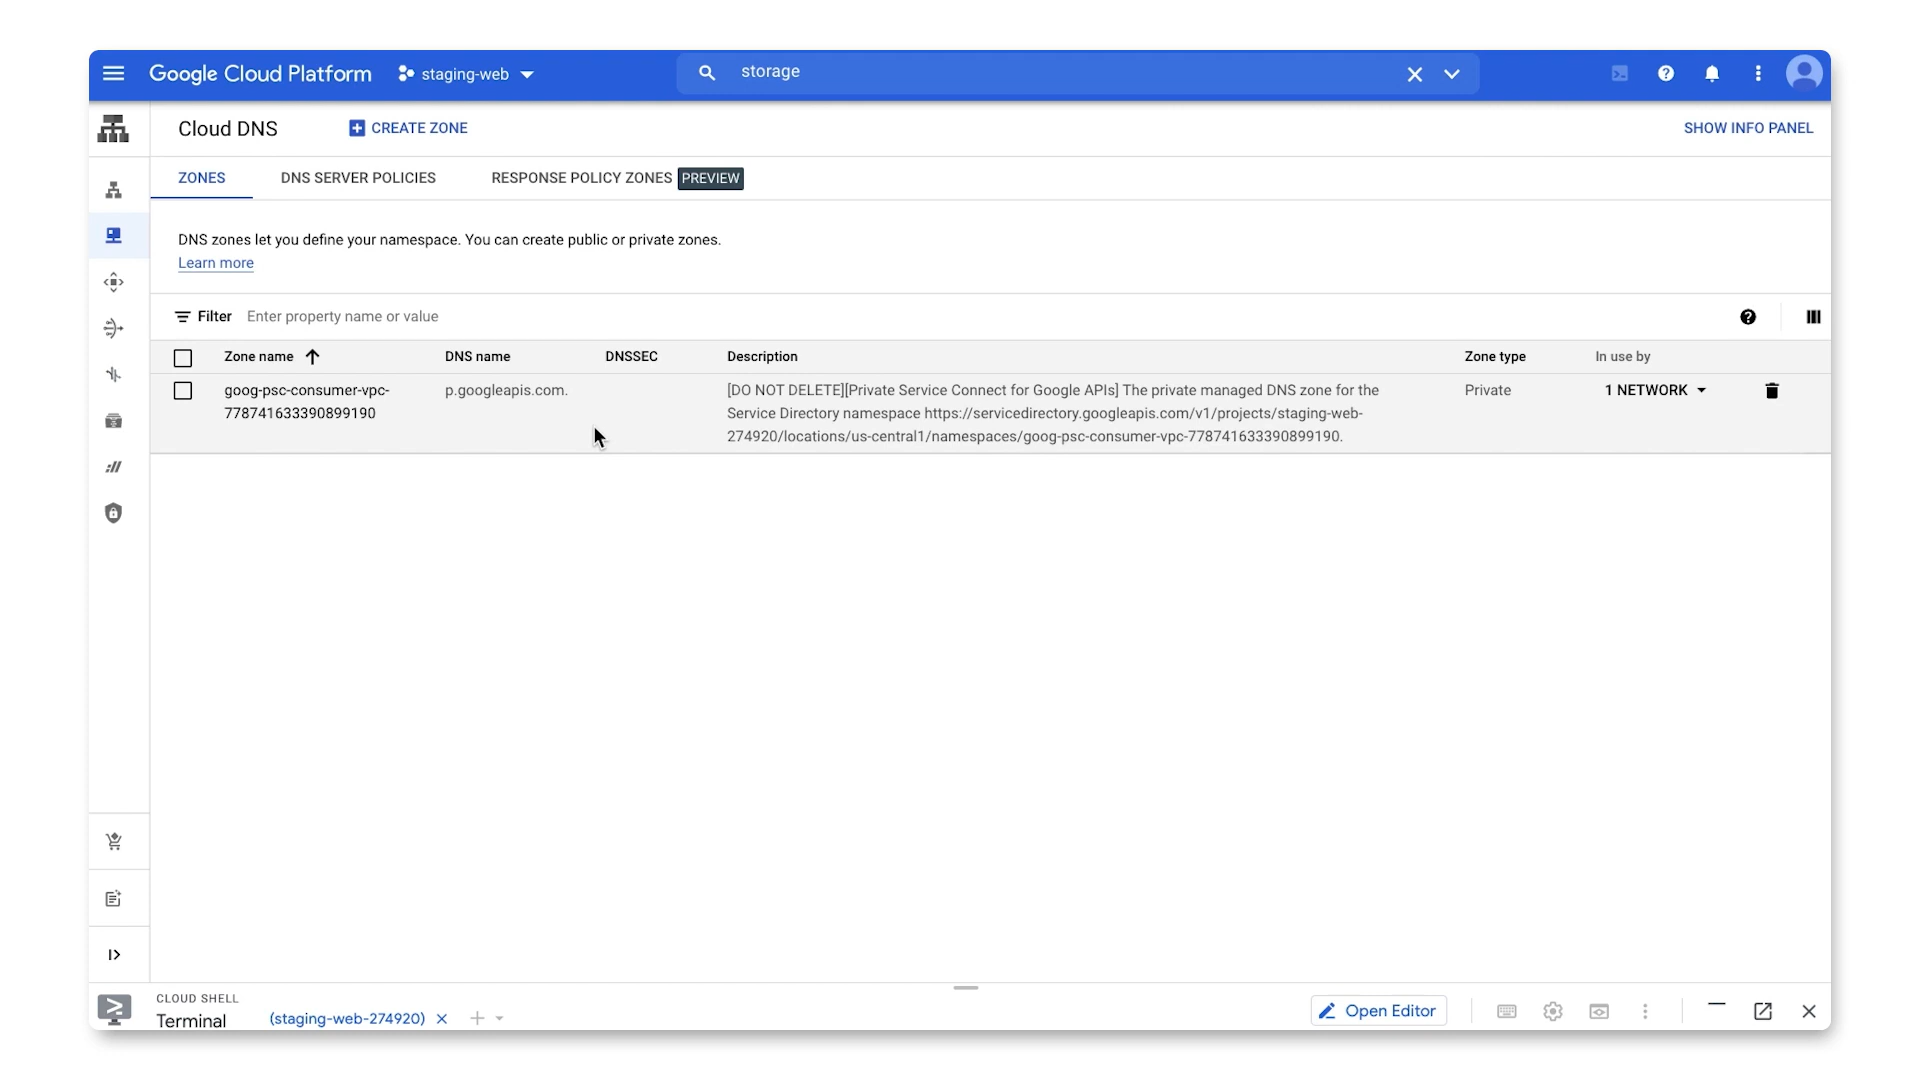 Google Cloud Platform staging-web storage
Cloud DNS CREATE ZONE SHOW INFO PANEL
ZONES DNS SERVER POLICIES RESPONSE POLICY ZONES PREVIEW
DNS zones let you define your namespace. You can create public or private zones.
Learn more
Filter Enter property name or value
Zone name DNS name DNSSEC Description Zone type In use by
goog-psc-consumer-vpc-
778741633390899190
p.googleapis.com.
[DO NOT DELETE][Private Service Connect for Google APIs] The private managed DNS zone for the
Service Directory namespace https://servicedirectory.googleapis.com/v1/projects/staging-web-
274920/locations/us-central1/namespaces/goog-psc-consumer-vpc-778741633390899190.
Private
1 NETWORK
CLOUD SHELL
Terminal (staging-web-274920) Open Editor